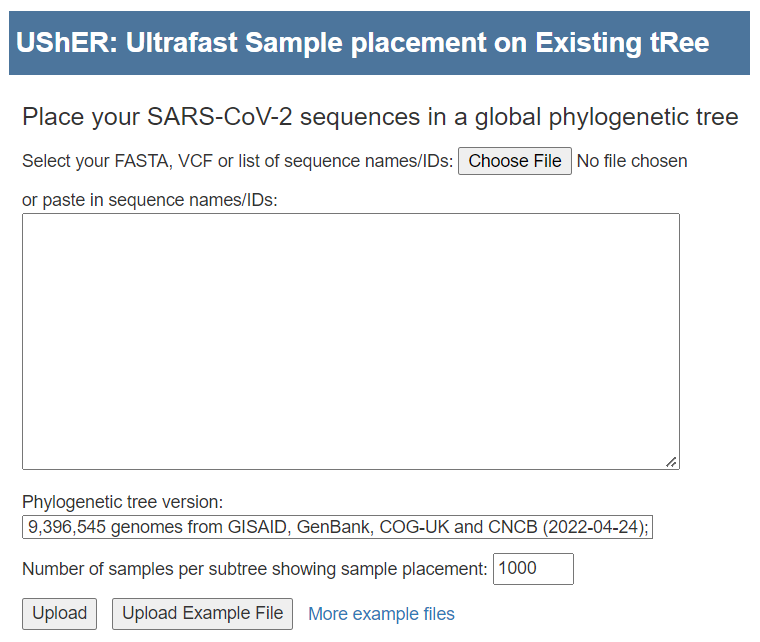 UShER: Ultrafast Sample placement on Existing tRee
Place your SARS-CoV-2 sequences in a global phylogenetic tree
Select your FASTA, VCF or list of sequence names/IDs: Choose File No file chosen
or paste in sequence names/IDs:
Phylogenetic tree version:
9,396,545 genomes from GISAID, GenBank, COG-UK and CNCB (2022-04-24);
Number of samples per subtree showing sample placement: 1000
Upload Upload Example File More example files